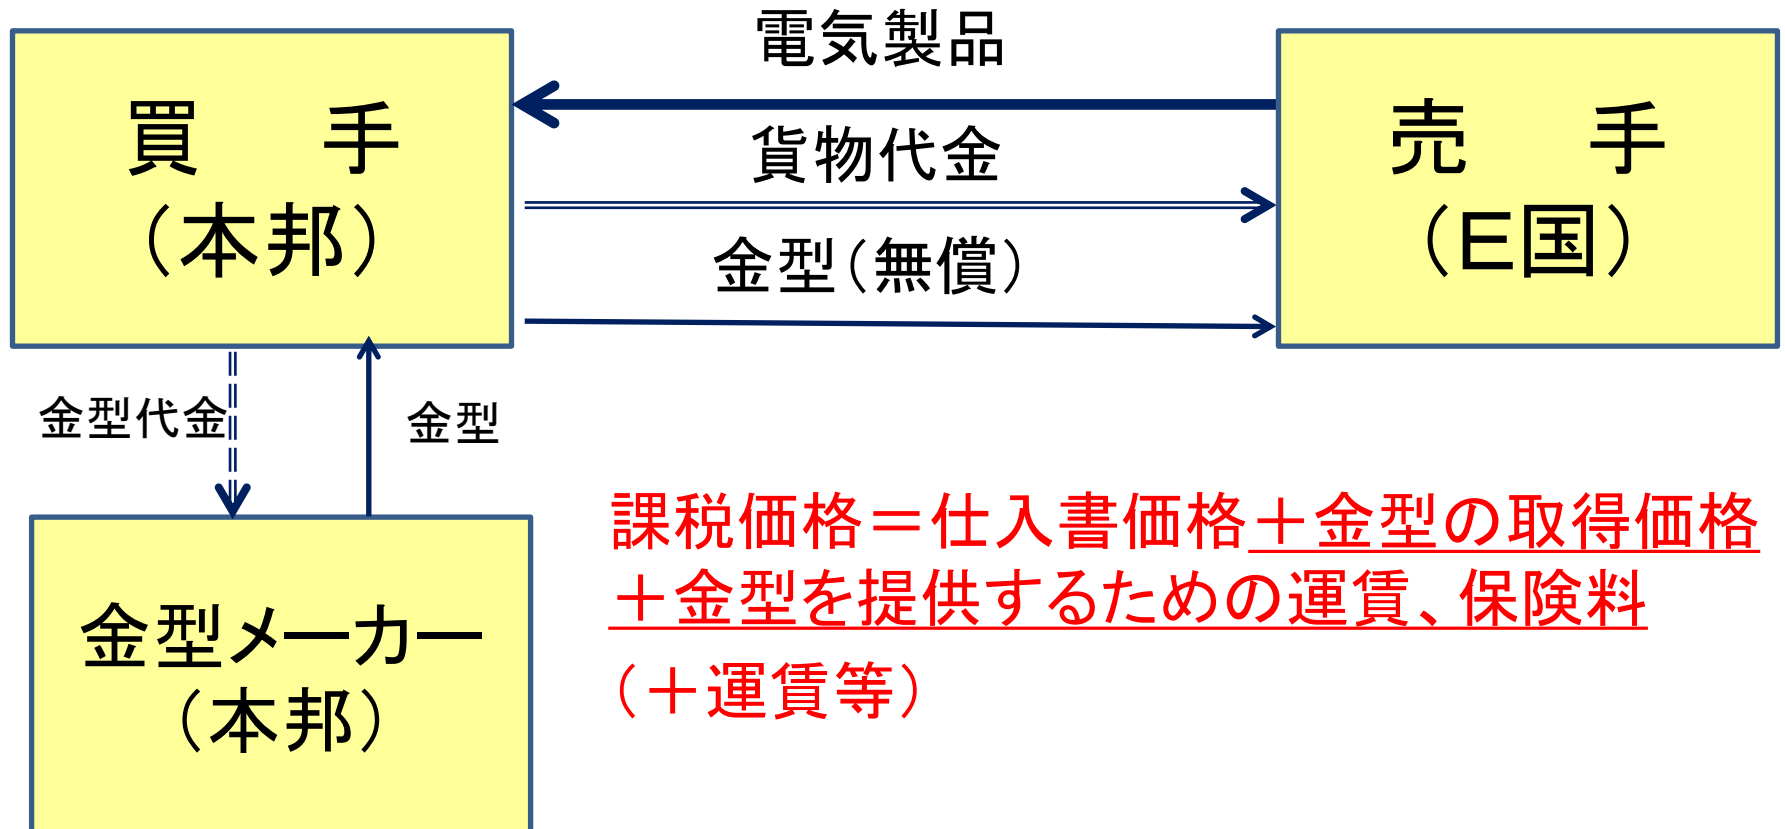 電気製品
買　手
（本邦）
貨物代金
金型（無償）
売　手
（E国）
金型代金
金型
金型メーカー
（本邦）
課税価格＝仕入書価格＋金型の取得価格
＋金型を提供するための運賃、保険料
（＋運賃等）